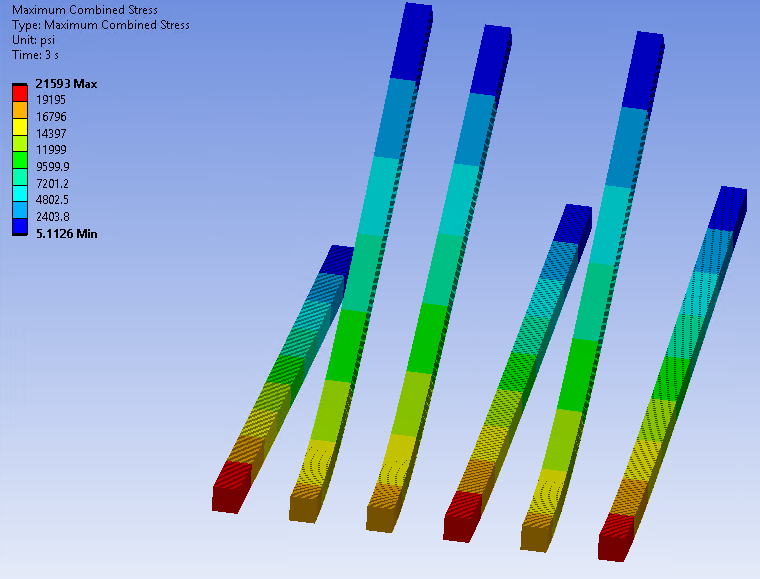 Maximum Combined Stress
Type: Maximum Combined Stress
Unit: psi
Time: 3 s
21593 Max
19195
16796
14397
11999
9599.9
7201.2
4802.5
2403.8
5.1126 Min